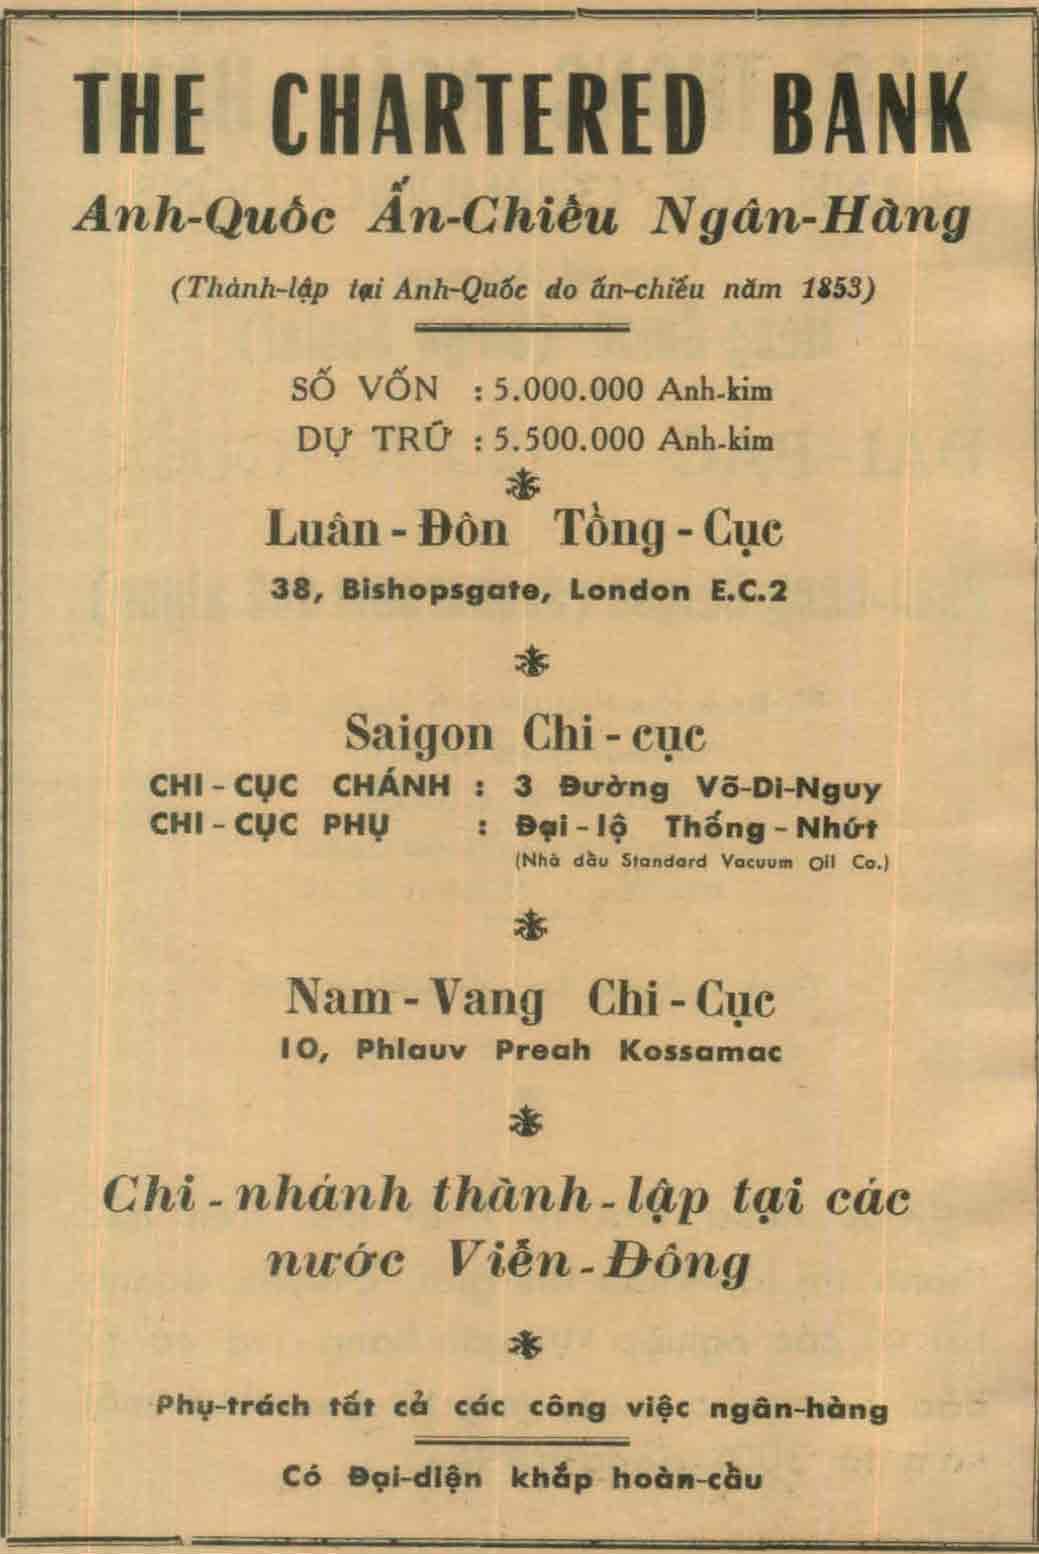 THE CHARTERED BANK
Anh-Quốc Ấn-Chiếu Ngân-Hàng
(Thành-lập tại Anh-Quốc do ấn-chiếu năm 1853)
SỐ VỐN : 5.000.000 Anh-kim
DỰ TRỮ : 5.500.000 Anh-kim
Luân - Đôn Tổng - Cục
38, Bishopsgate, London E.C.2
Saigon Chi - cục
CHI - CỤC CHÁNH : 3 Đường Võ-Di-Nguy
CHI - CỤC PHỤ : Đại - lộ Thống - Nhứt
(Nhà dầu Standard Vacuum Oil Co.)
Nam - Vang Chi - Cục
10, Phlauv Preah Kossamac
Chi - nhánh thành - lập tại các
nước Viễn - Đông
Phụ-trách tất cả các công việc ngân-hàng
Có Đại-diện khắp hoàn-cầu